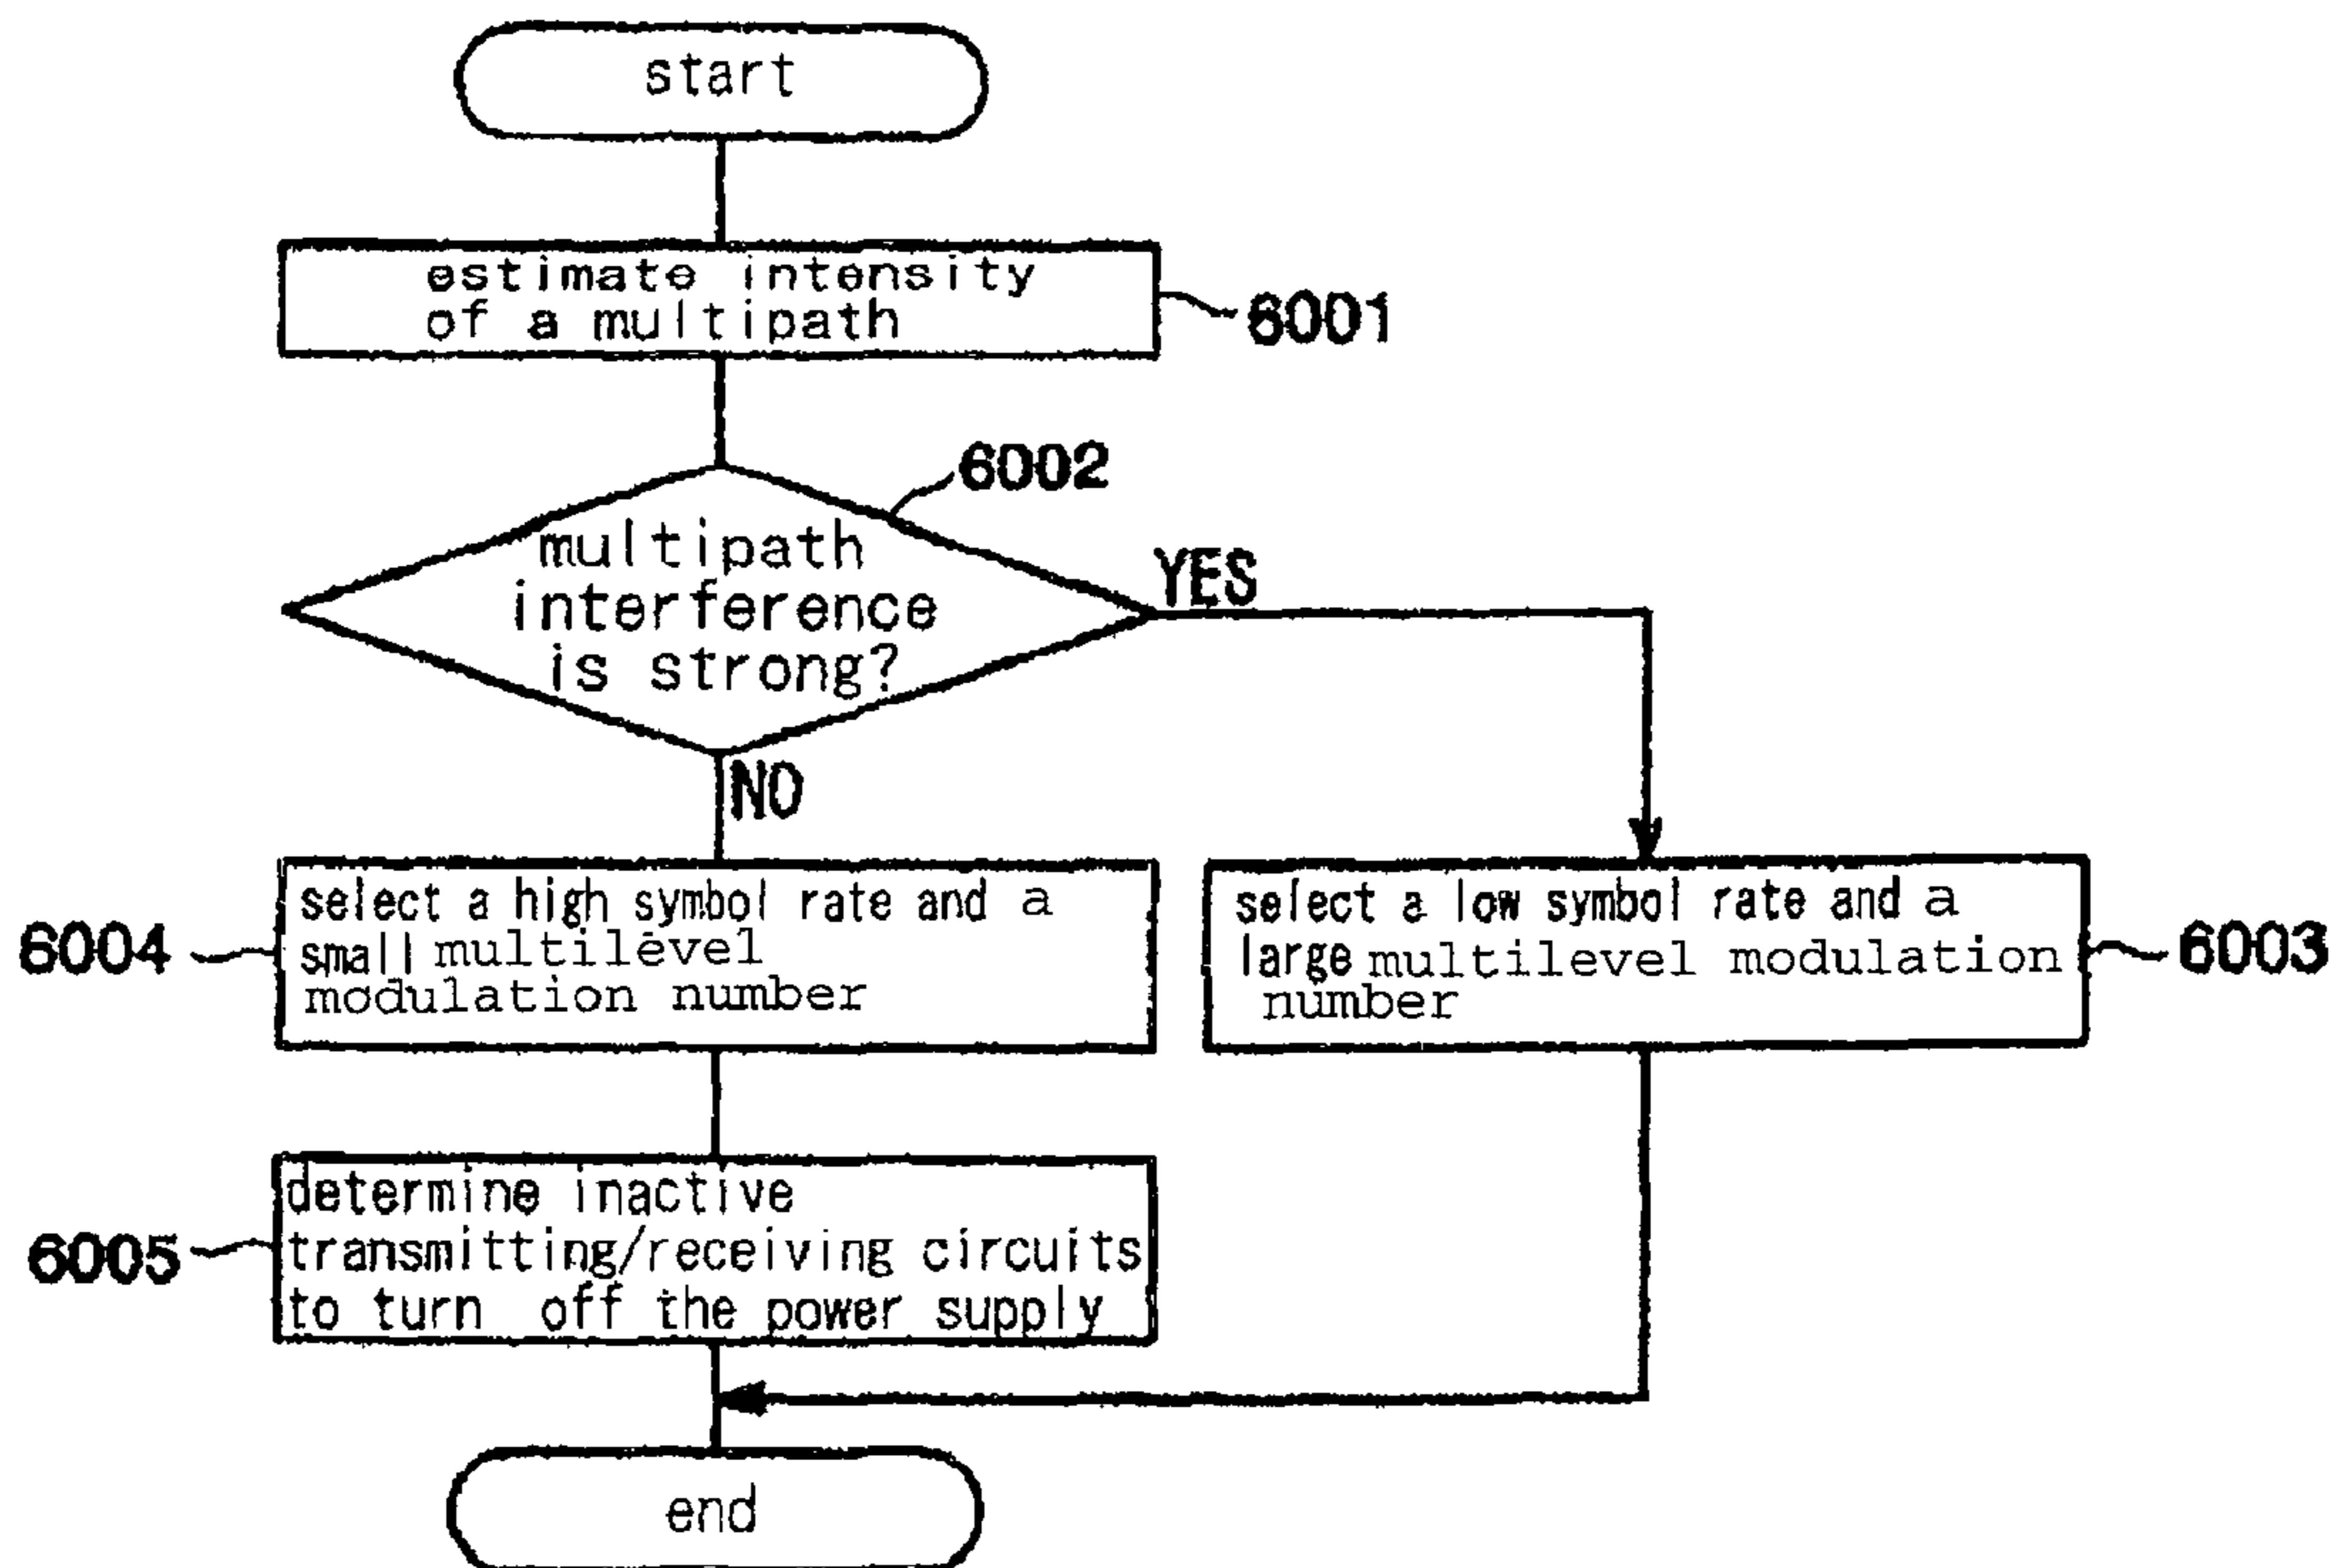 start
estimate intensity
of a multipath
6001
6002
multipath
interference
is strong?
YES
NO
select a high symbol rate and a
small multilevel
modulation number
6004
select a low symbol rate and a
large multilevel modulation
number
6003
determine inactive
transmitting/receiving circuits
to turn off the power supply
6005
end